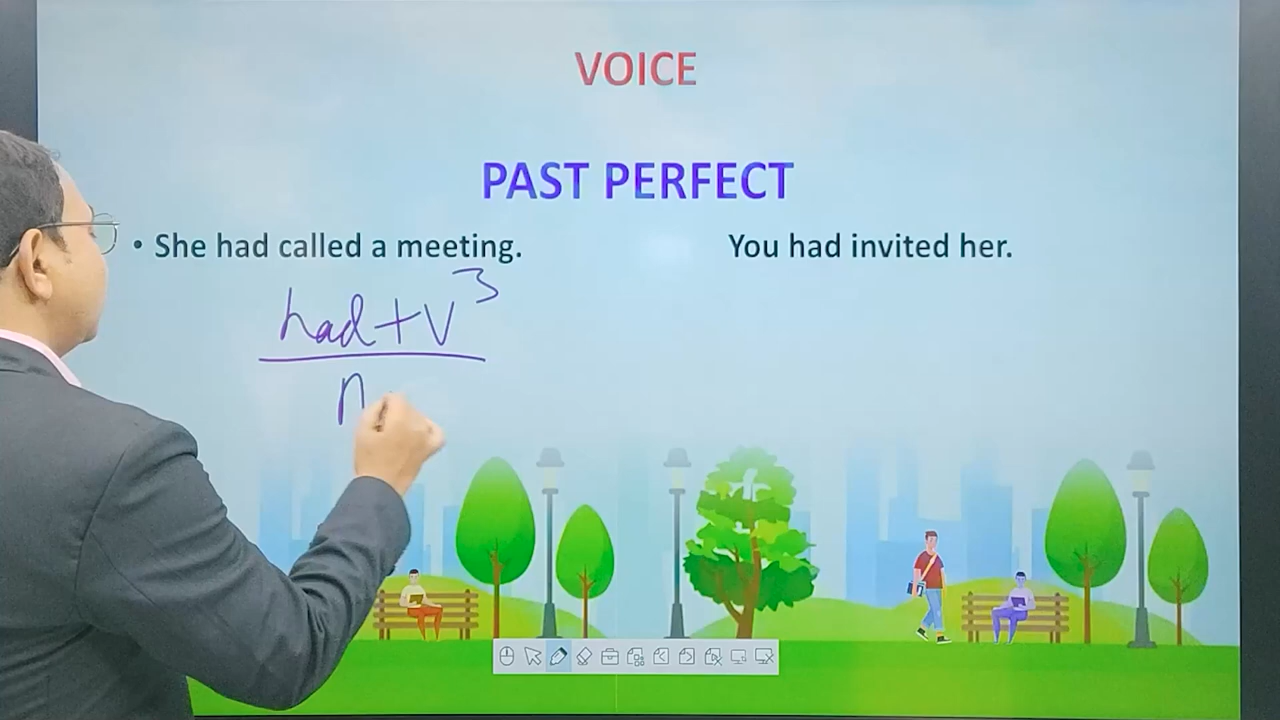 VOICE
PAST PERFECT
• She had called a meeting. You had invited her.
had+V³
n